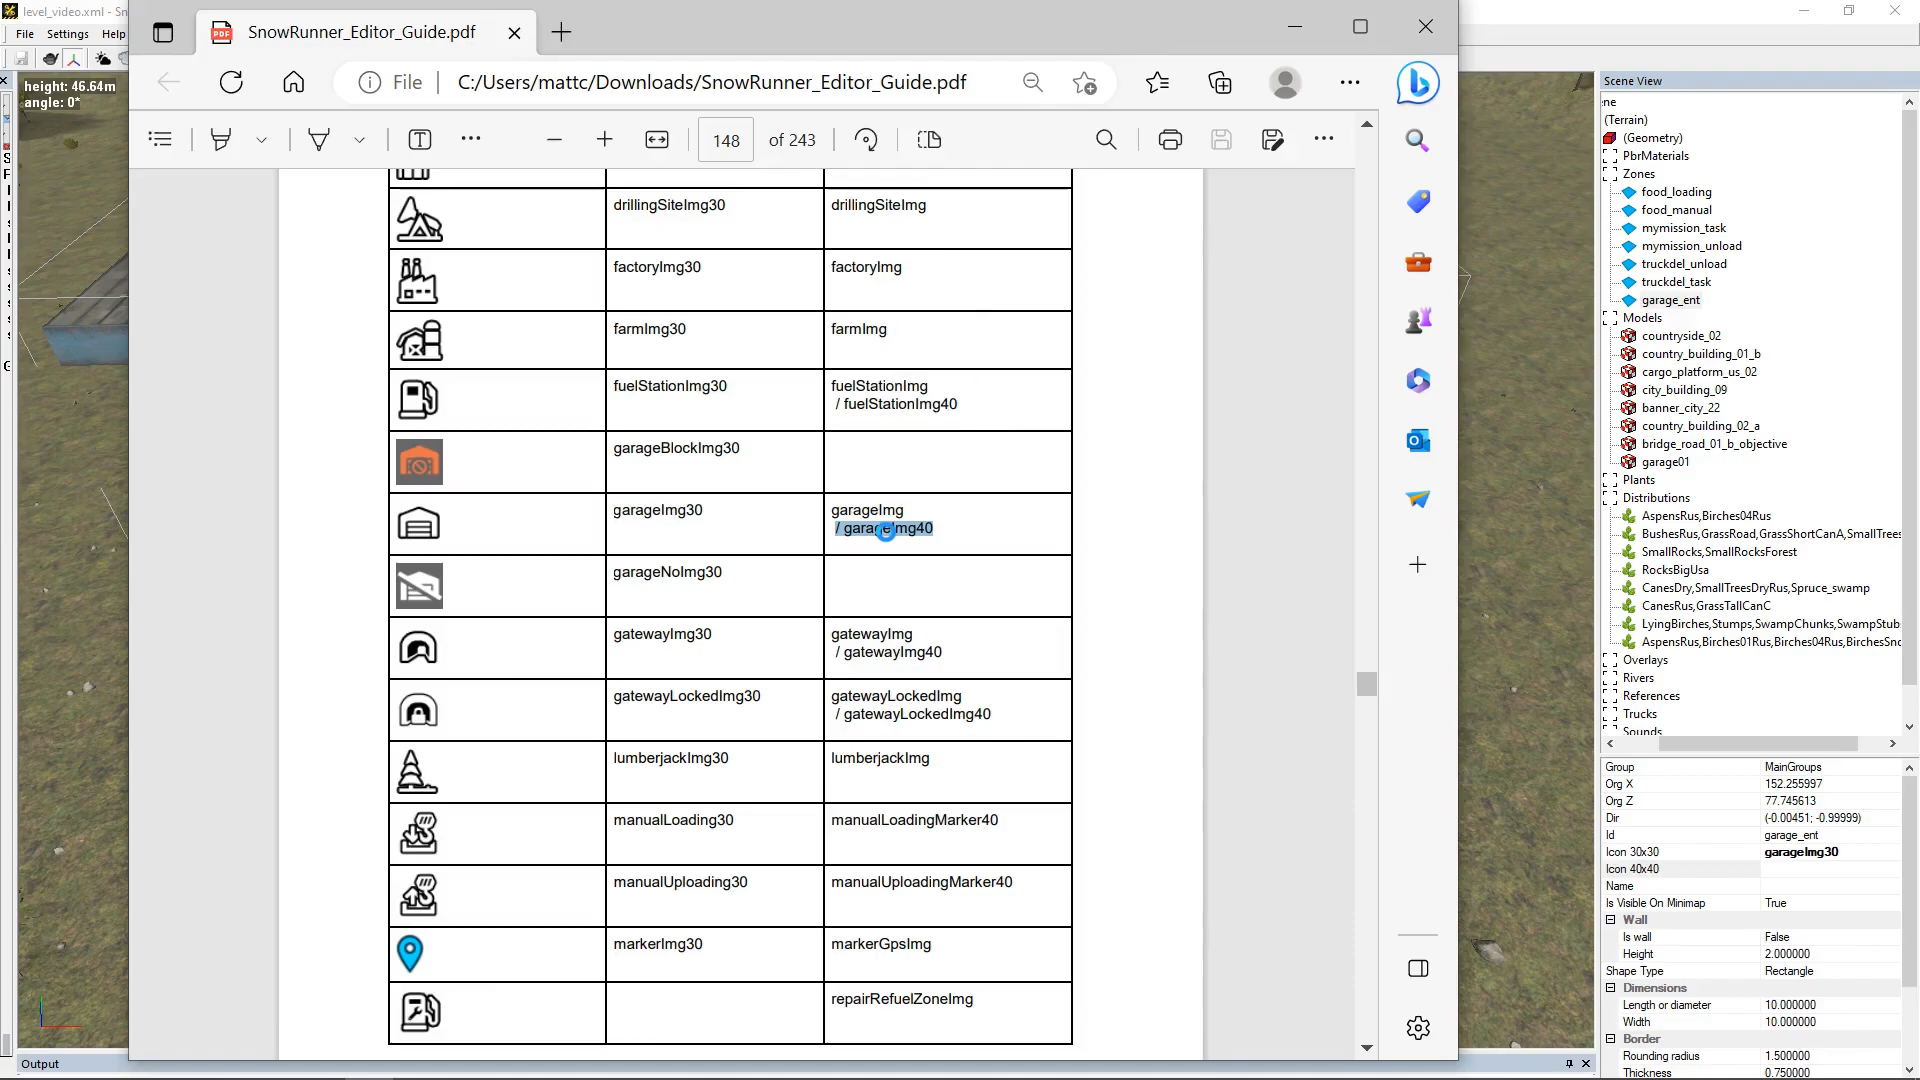 level_video.xml - Sn
File
Settings
Help
height: 46.64m
angle: 0*
SnowRunner_Editor_Guide.pdf
File
C:/Users/mattc/Downloads/SnowRunner_Editor_Guide.pdf
148
of 243
drillingSiteImg30
drillingSiteImg
factoryImg30
factoryImg
farmImg30
farmImg
fuelStationImg30
fuelStationImg
/ fuelStationImg40
garageBlockImg30
garageImg30
garageImg
/ garageImg40
garageNoImg30
gatewayImg30
gatewayImg
/ gatewayImg40
gatewayLockedImg30
gatewayLockedImg
/ gatewayLockedImg40
lumberjackImg30
lumberjackImg
manualLoading30
manualLoadingMarker40
manualUploading30
manualUploadingMarker40
markerImg30
markerGpsImg
repairRefuelZoneImg
Scene View
ene
(Terrain)
(Geometry)
PbrMaterials
Zones
food_loading
food_manual
mymission_task
mymission_unload
truckdel_unload
truckdel_task
garage_ent
Models
countryside_02
country_building_01_b
cargo_platform_us_02
city_building_09
banner_city_22
country_building_02_a
bridge_road_01_b_objective
garage01
Plants
Distributions
AspensRus,Birches04Rus
BushesRus,GrassRoad,GrassShortCanA,SmallTrees
SmallRocks,SmallRocksForest
RocksBigUsa
CanesDry,SmallTreesDryRus,Spruce_swamp
CanesRus,GrassTallCanC
LyingBirches,Stumps,SwampChunks,SwampStub
AspensRus,Birches01Rus,Birches04Rus,BirchesSno
Overlays
Rivers
References
Trucks
Sounds
Group MainGroups
Org X 152.255997
Org Z 77.745613
Dir (-0.00451; -0.99999)
Id garage_ent
Icon 30x30 garageImg30
Icon 40x40
Name
Is Visible On Minimap True
Wall
Is wall False
Height 2.000000
Shape Type Rectangle
Dimensions
Length or diameter 10.000000
Width 10.000000
Border
Rounding radius 1.500000
Thickness 0.750000
Output